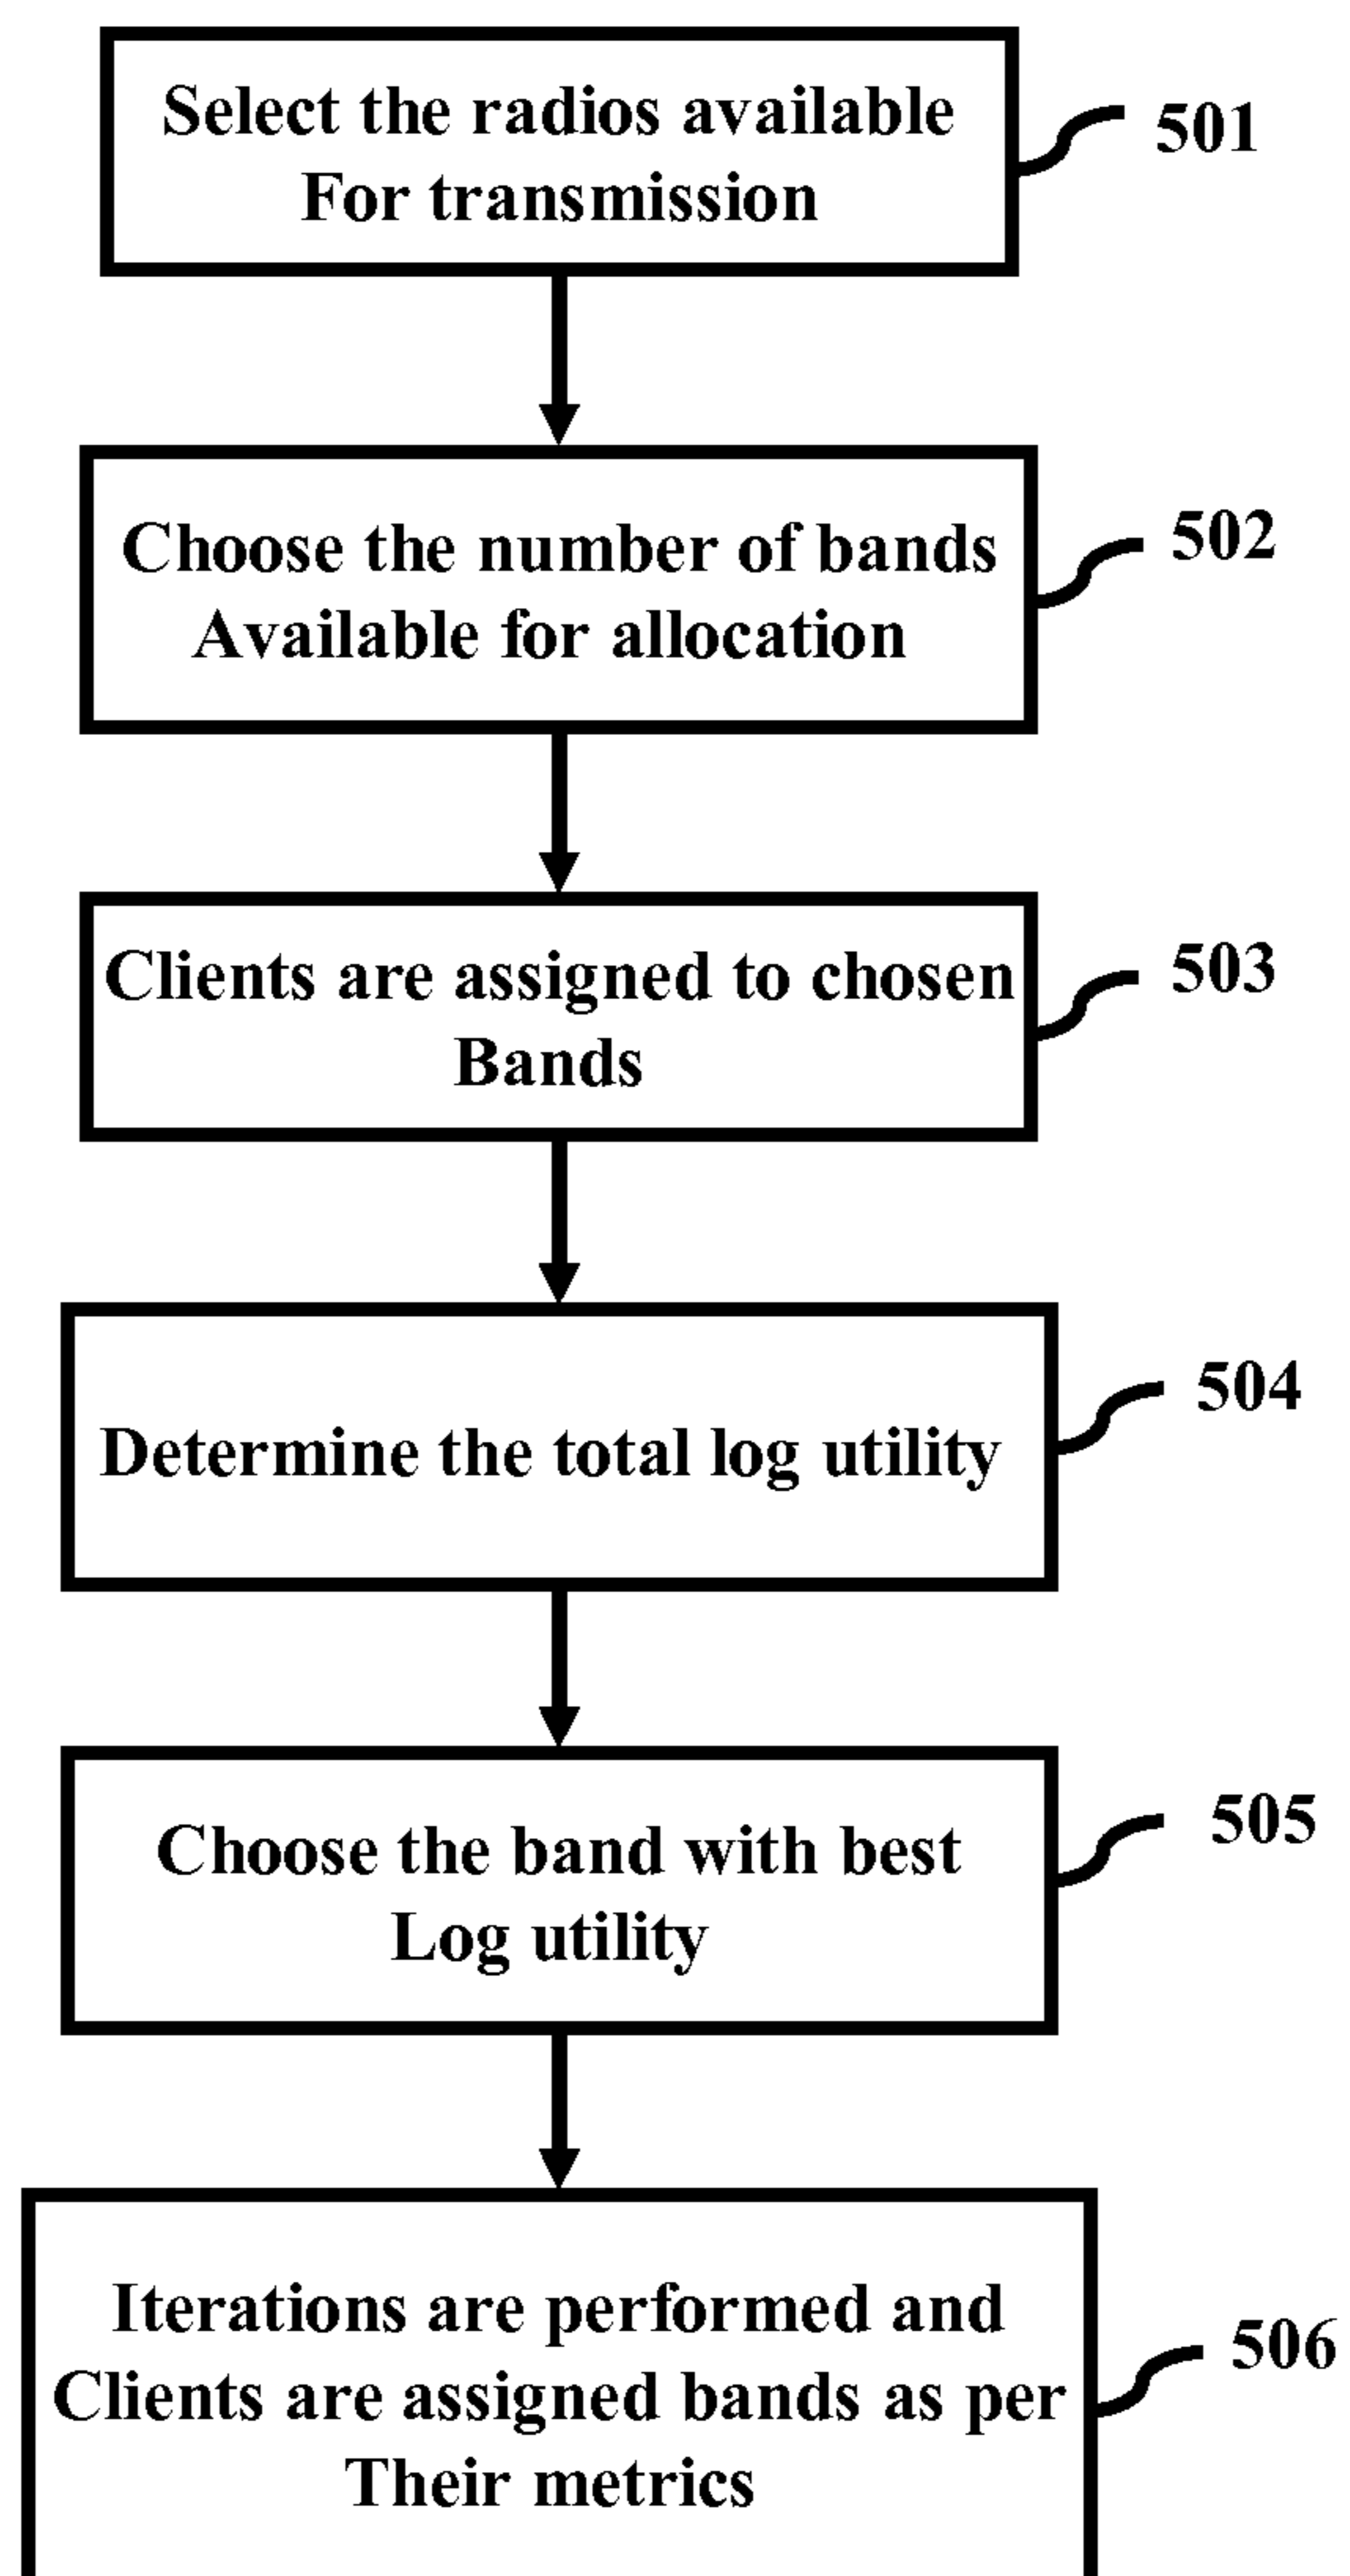 Select the radios available
For transmission
501
Choose the number of bands
Available for allocation
502
Clients are assigned to chosen
Bands
503
Determine the total log utility
504
Choose the band with best
Log utility
505
Iterations are performed and
Clients are assigned bands as per
Their metrics
506